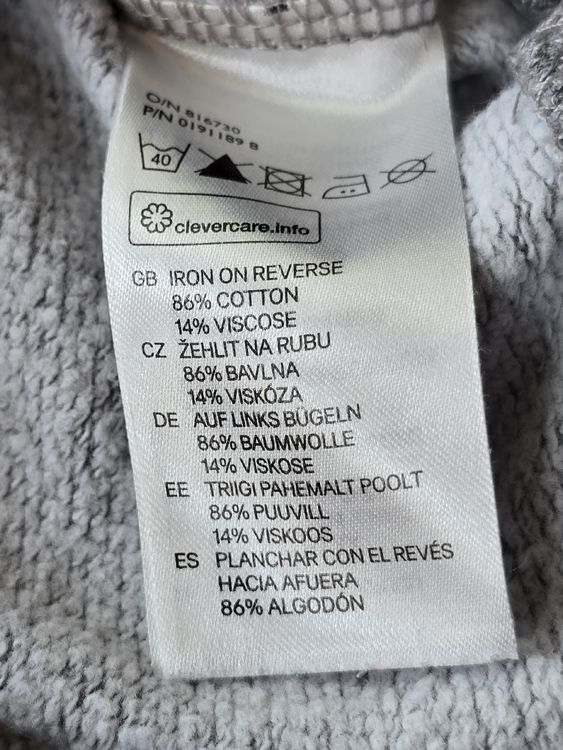 O/N 816730
P/N 0191189 8
40
clevercare.info
GB IRON ON REVERSE
86% COTTON
14% VISCOSE
CZ ŽEHLIT NA RUBU
86% BAVLNA
14% VISKÓZA
DE AUF LINKS BÜGELN
86% BAUMWOLLE
14% VISKOSE
EE TRIIGI PAHEMALT POOLT
86% PUUVILL
14% VISKOOS
ES PLANCHAR CON EL REVÉS
HACIA AFUERA
86% ALGODÓN